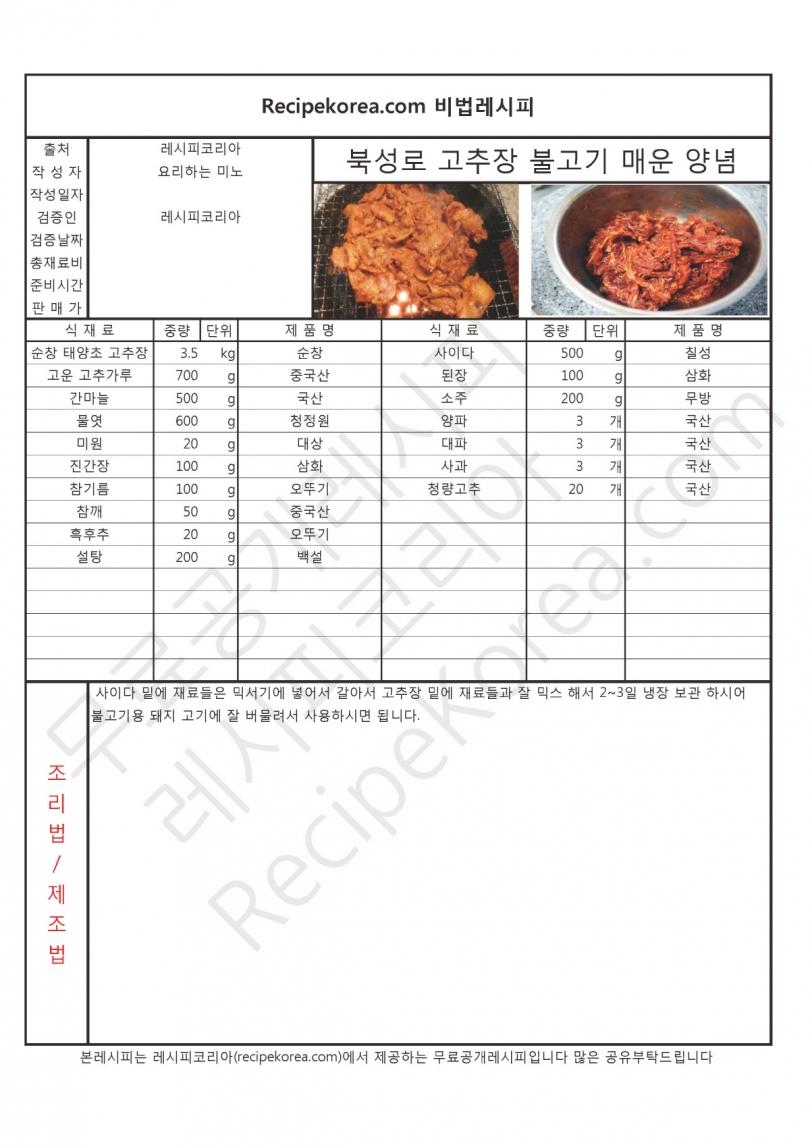 Recipekorea.com 비법레시피
출처 레시피코리아
작 성 자 요리하는 미노
작성일자
검증인 레시피코리아
검증날짜
총재료비
준비시간
판 매 가
북성로 고추장 불고기 매운 양념
식 재 료 중량 단위 제 품 명 식 재 료 중량 단위 제 품 명
순창 태양초 고추장 3.5 kg 순창 사이다 500 g 칠성
고운 고추가루 700 g 중국산 된장 100 g 삼화
간마늘 500 g 국산 소주 200 g 무방
물엿 600 g 청정원 양파 3 개 국산
미원 20 g 대상 대파 3 개 국산
진간장 100 g 삼화 사과 3 개 국산
참기름 100 g 오뚜기 청량고추 20 개 국산
참깨 50 g 중국산
흑후추 20 g 오뚜기
설탕 200 g 백설
조리법/제조법
사이다 밑에 재료들은 믹서기에 넣어서 갈아서 고추장 밑에 재료들과 잘 믹스 해서 2~3일 냉장 보관 하시어
불고기용 돼지 고기에 잘 버물려서 사용하시면 됩니다.
무료공개레시피
레시피코리아
Recipekorea.com
본레시피는 레시피코리아(recipekorea.com)에서 제공하는 무료공개레시피입니다 많은 공유부탁드립니다